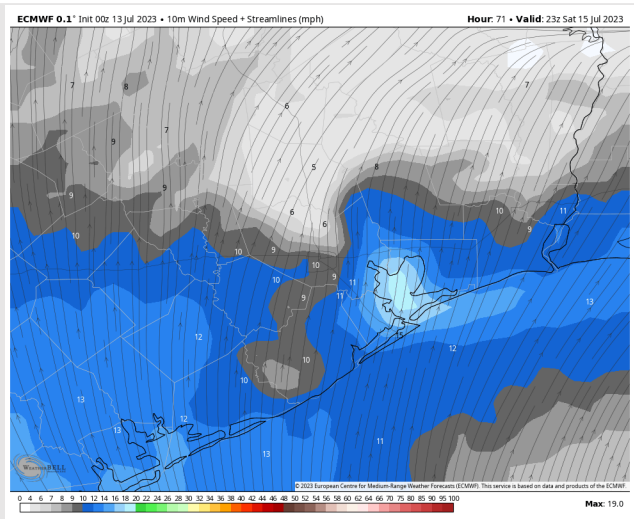 ECMWF 0.1° Init 00z 13 Jul 2023 • 10m Wind Speed + Streamlines (mph) Hour: 71 • Valid: 23z Sat 15 Jul 2023
7 8 6 7
9 7
5 8
9 9
6 10 11
10 6 9
10 9 10
10 9 11
9 11 13
15
12 12
10
10
13 12
13 11
13
WeatherBELL
© 2023 European Centre for Medium-Range Weather Forecasts (ECMWF). This service is based on data and products of the ECMWF.
0 4 6 7 8 9 10 12 14 16 18 20 22 24 26 28 30 32 34 36 38 40 42 44 46 48 50 52 54 56 58 60 62 64 66 68 70 75 80 85 90 95 100
Max: 19.0